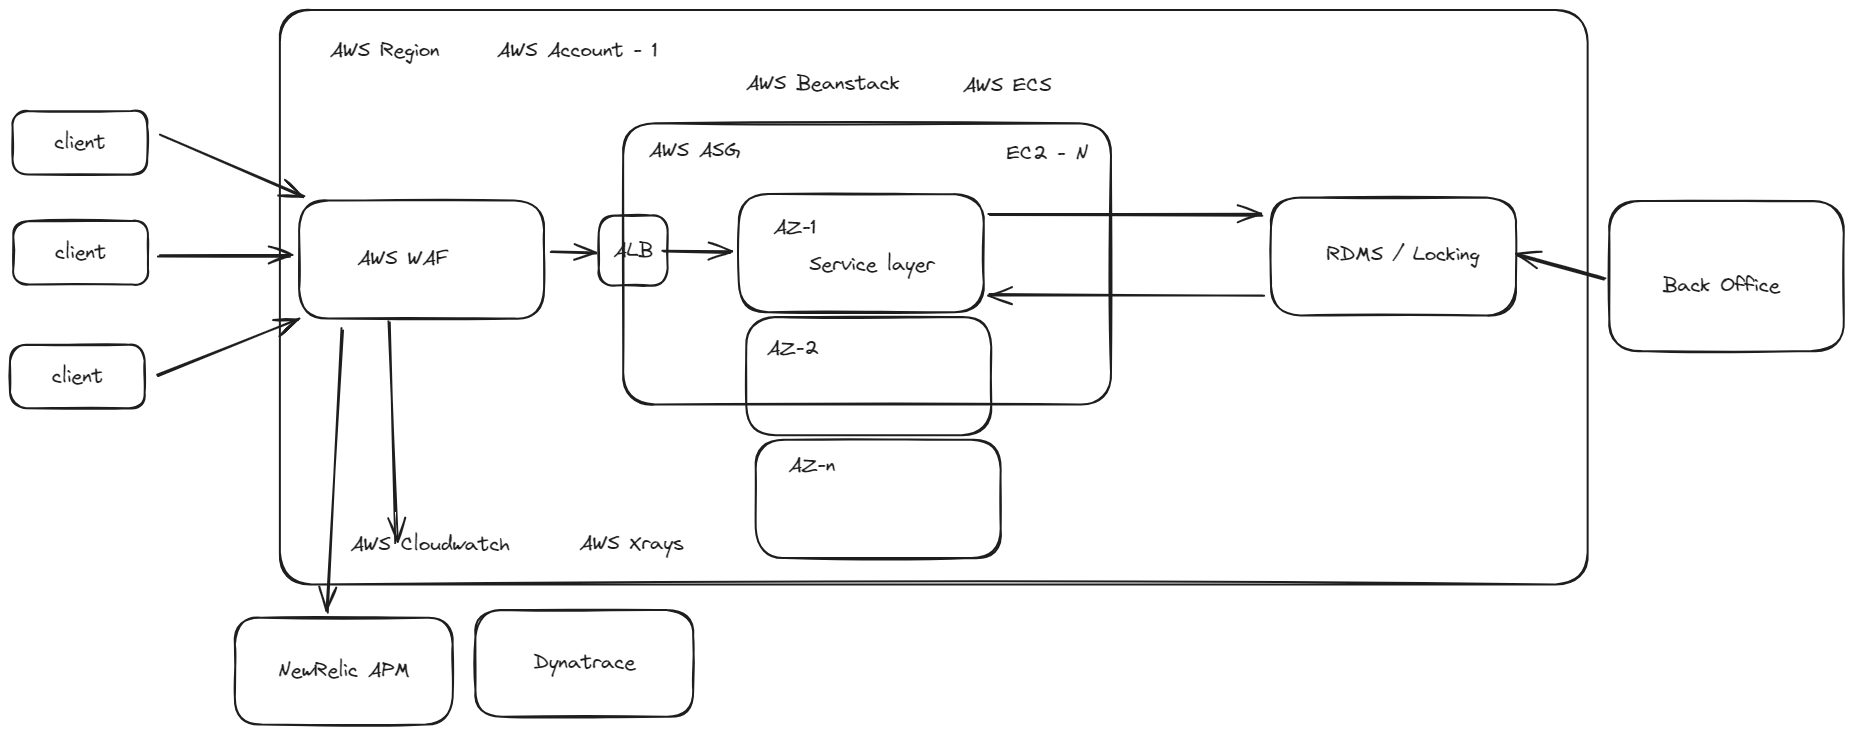 AWS Region
AWS Account - 1
AWS Beanstack
AWS ECS
client
AWS ASG
EC2 - N
AZ-1
client
AWS WAF
ALB
Service layer
RDMS / Locking
Back Office
AZ-2
client
AZ-n
AWS Cloudwatch
AWS Xrays
NewRelic APM
Dynatrace